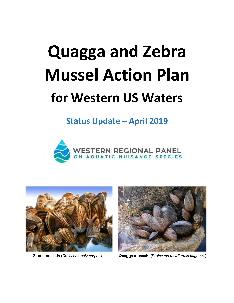 Quagga and Zebra
Mussel Action Plan
for Western US Waters
Status Update – April 2019
WESTERN REGIONAL PANEL
ON AQUATIC NUISANCE SPECIES